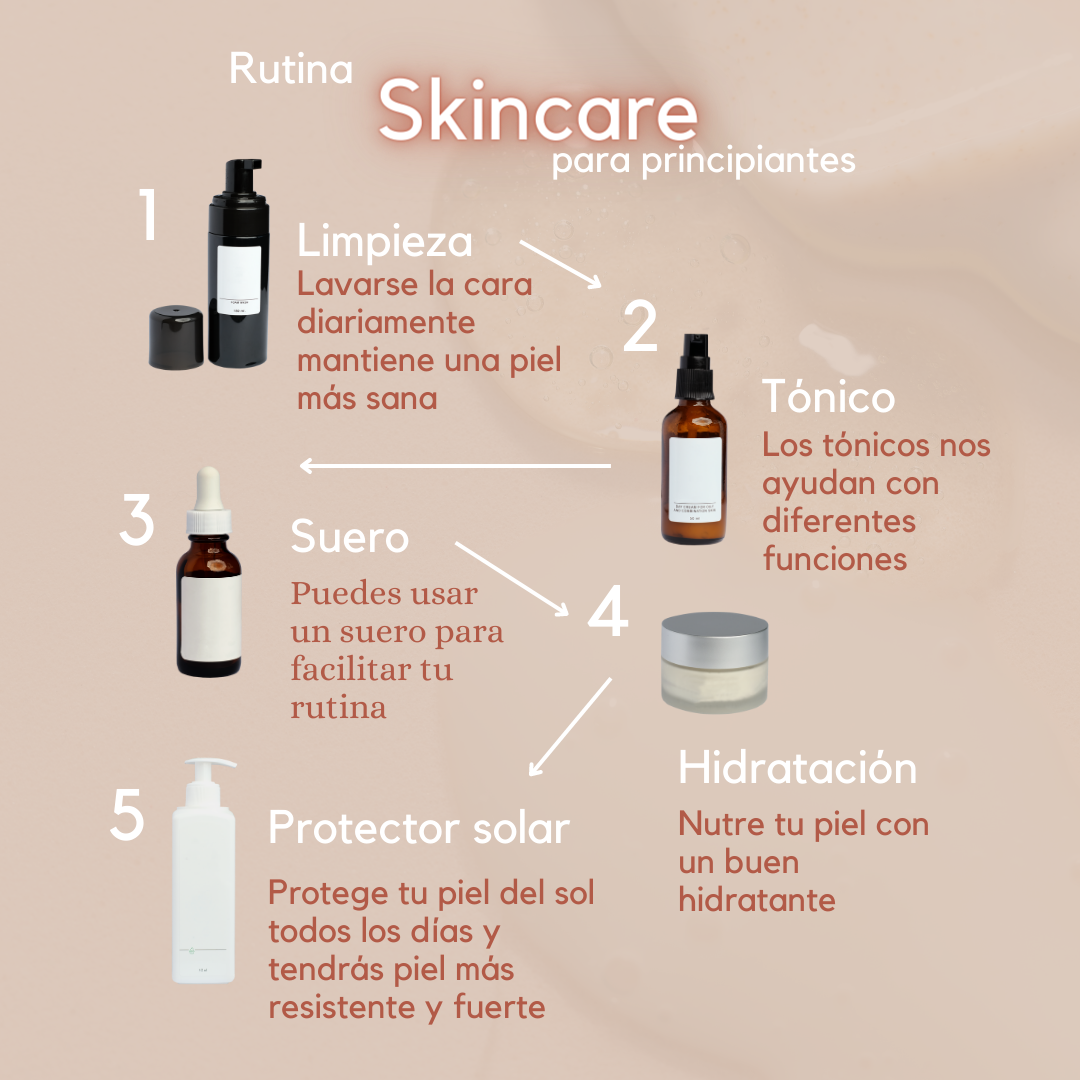 Rutina
Skincare
para principiantes
1
Limpieza
Lavarse la cara
diariamente
mantiene una piel
más sana
2
Tónico
Los tónicos nos
ayudan con
diferentes
funciones
3
Suero
Puedes usar
un suero para
facilitar tu
rutina
4
Hidratación
Nutre tu piel con
un buen
hidratante
5
Protector solar
Protege tu piel del sol
todos los días y
tendrás piel más
resistente y fuerte